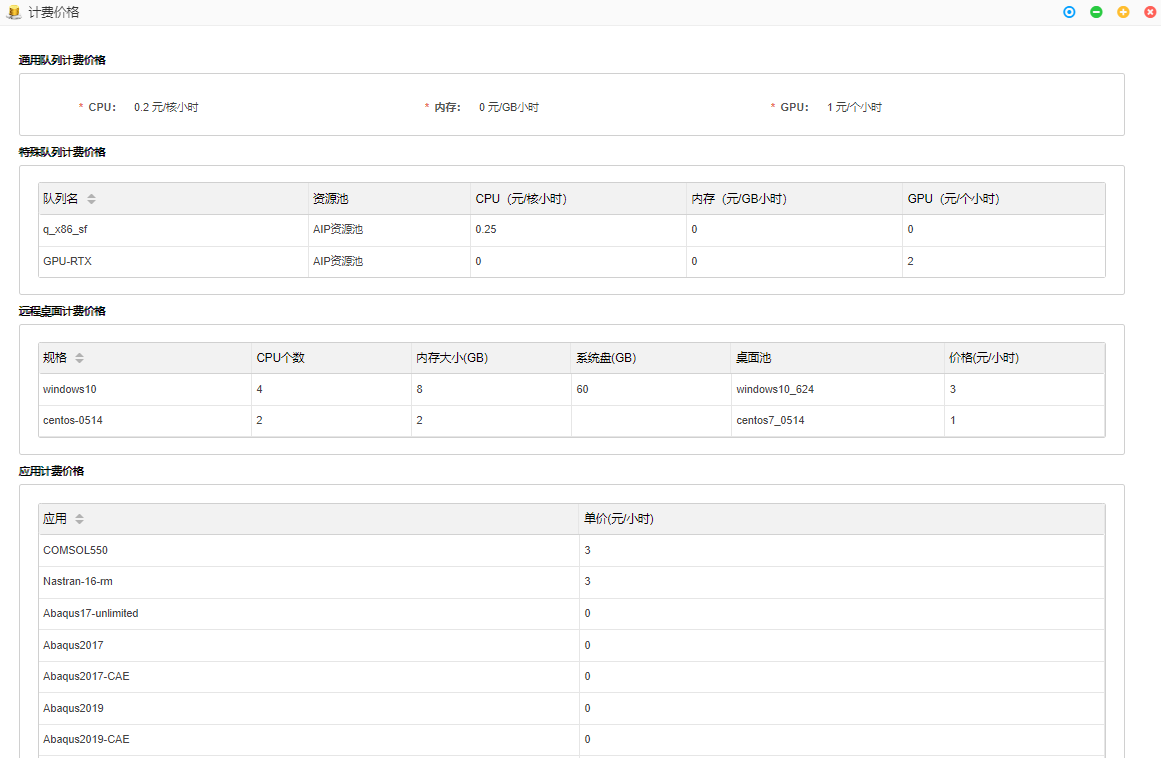 计费价格
通用队列计费价格
* CPU： 0.2 元/核小时 * 内存： 0 元/GB小时 * GPU： 1 元/个小时
特殊队列计费价格
队列名 资源池 CPU（元/核小时） 内存（元/GB小时） GPU（元/个小时）
q_x86_sf AIP资源池 0.25 0 0
GPU-RTX AIP资源池 0 0 2
远程桌面计费价格
规格 CPU个数 内存大小(GB) 系统盘(GB) 桌面池 价格(元/小时)
windows10 4 8 60 windows10_624 3
centos-0514 2 2 centos7_0514 1
应用计费价格
应用 单价(元/小时)
COMSOL550 3
Nastran-16-rm 3
Abaqus17-unlimited 0
Abaqus2017 0
Abaqus2017-CAE 0
Abaqus2019 0
Abaqus2019-CAE 0